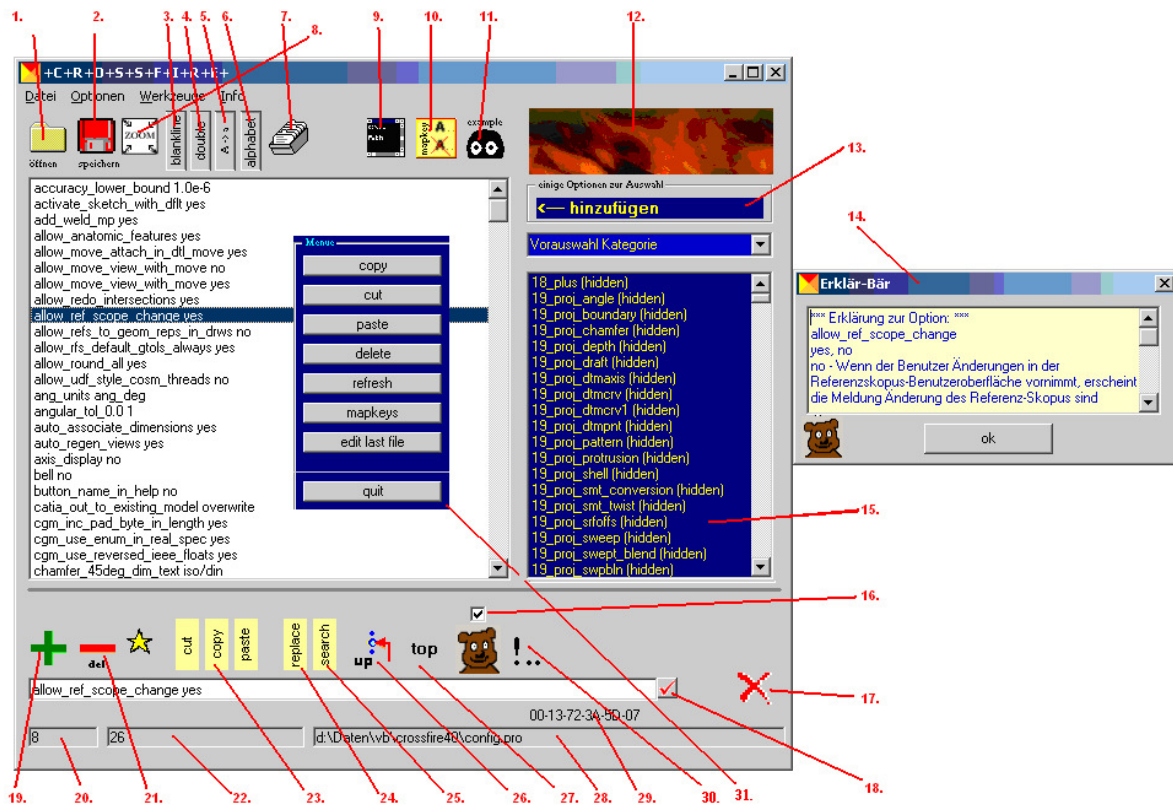 1. 2. 3. 4. 5. 6. 7. 8. 9. 10. 11. 12.
+C+R+O+S+S+F+I+R+E+
Datei Optionen Werkzeuge Info
öffnen
speichern
ZOOM
blankline
double
A -> a
alphabet
mapkey
A
A
example
einige Optionen zur Auswahl
<--- hinzufügen
13.
14.
Vorauswahl Kategorie
accuracy_lower_bound 1.0e-6
activate_sketch_with_dflt yes
add_weld_mp yes
allow_anatomic_features yes
allow_move_attach_in_dtl_move yes
allow_move_view_with_move no
allow_move_view_with_move yes
allow_redo_intersections yes
allow_ref_scope_change yes
allow_refs_to_geom_reps_in_drws no
allow_rfs_default_gtols_always yes
allow_round_all yes
allow_udf_style_cosm_threads no
ang_units ang_deg
angular_tol_0.0 1
auto_associate_dimensions yes
auto_regen_views yes
axis_display no
bell no
button_name_in_help no
catia_out_to_existing_model overwrite
cgm_inc_pad_byte_in_length yes
cgm_use_enum_in_real_spec yes
cgm_use_reversed_ieee_floats yes
chamfer_45deg_dim_text iso/din
Menue
copy
cut
paste
delete
refresh
mapkeys
edit last file
quit
18_plus (hidden)
19_proj_angle (hidden)
19_proj_boundary (hidden)
19_proj_chamfer (hidden)
19_proj_depth (hidden)
19_proj_draft (hidden)
19_proj_dtmaxis (hidden)
19_proj_dtmcrv (hidden)
19_proj_dtmcrv1 (hidden)
19_proj_dtmpnt (hidden)
19_proj_pattern (hidden)
19_proj_protrusion (hidden)
19_proj_shell (hidden)
19_proj_smt_conversion (hidden)
19_proj_smt_twist (hidden)
19_proj_srfoffs (hidden)
19_proj_sweep (hidden)
19_proj_swept_blend (hidden)
19_proj_swpbln (hidden)
Erklär-Bär
*** Erklärung zur Option: ***
allow_ref_scope_change
yes, no
no - Wenn der Benutzer Änderungen in der
Referenzskopus-Benutzeroberfläche vornimmt, erscheint
die Meldung Änderung des Referenz-Skopus sind
ok
15.
16.
del
cut
copy
paste
replace
search
up
top
!...
allow_ref_scope_change yes
17.
00-13-72-3A-5D-07
8
26
d:\Daten\vb\crossfire40\config.pro
19. 20. 21. 22. 23. 24. 25. 26. 27. 28. 29. 30. 31. 18.